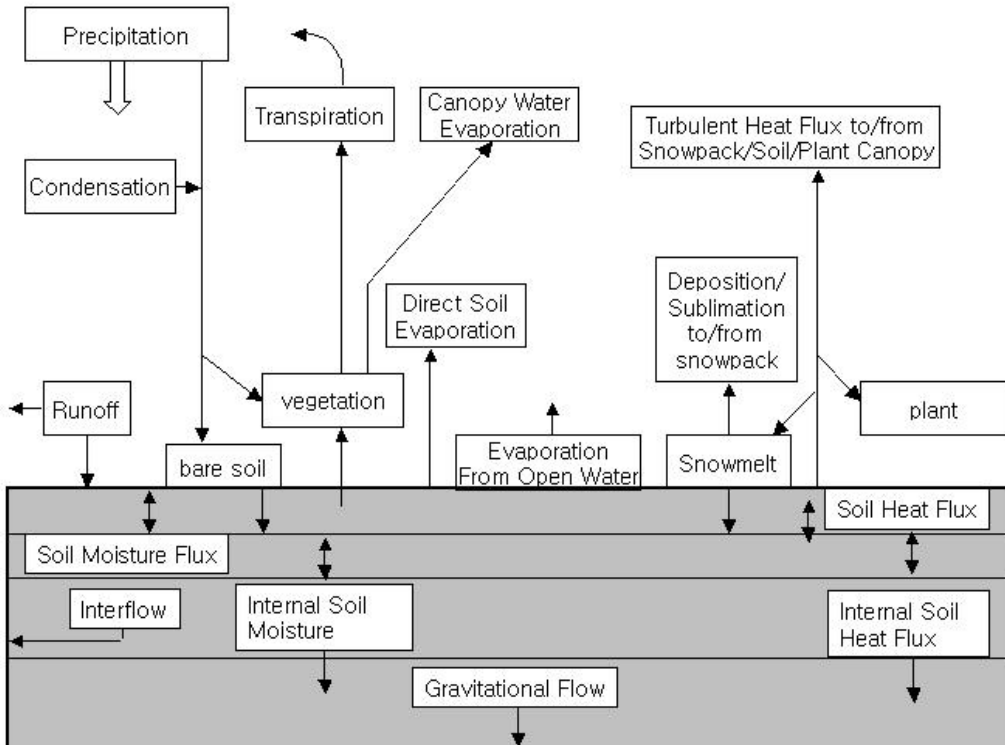 Precipitation
Transpiration
Canopy Water
Evaporation
Turbulent Heat Flux to/from
Snowpack/Soil/Plant Canopy
Condensation
Direct Soil
Evaporation
Deposition/
Sublimation
to/from
snowpack
Runoff
vegetation
plant
bare soil
Evaporation
From Open Water
Snowmelt
Soil Heat Flux
Soil Moisture Flux
Interflow
Internal Soil
Moisture
Internal Soil
Heat Flux
Gravitational Flow